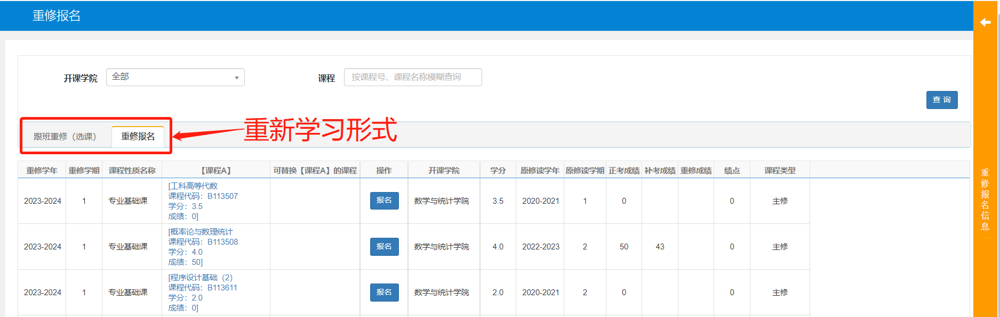 重修报名
开课学院 全部 课程 按课程号、课程名称模糊查询
查 询
跟班重修（选课） 重修报名 重新学习形式
重修学年 重修学期 课程性质名称 【课程A】 可替换【课程A】的课程 操作 开课学院 学分 原修读学年 原修读学期 正考成绩 补考成绩 重修成绩 绩点 课程类型
[工科高等代数
课程代码：B113507
学分：3.5
成绩：0]
2023-2024 1 专业基础课 报名 数学与统计学院 3.5 2020-2021 1 0 0 主修
[概率论与数理统计
课程代码：B113508
学分：4.0
成绩：50]
2023-2024 1 专业基础课 报名 数学与统计学院 4.0 2022-2023 2 50 43 0 主修
[程序设计基础（2）
课程代码：B113611
学分：2.0
成绩：0]
2023-2024 1 专业基础课 报名 数学与统计学院 2.0 2020-2021 2 0 0 主修
重修报名信息